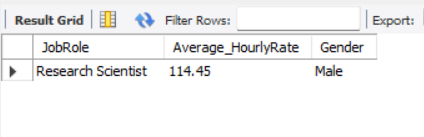 Result Grid Filter Rows: Export:
JobRole Average_HourlyRate Gender
Research Scientist 114.45 Male